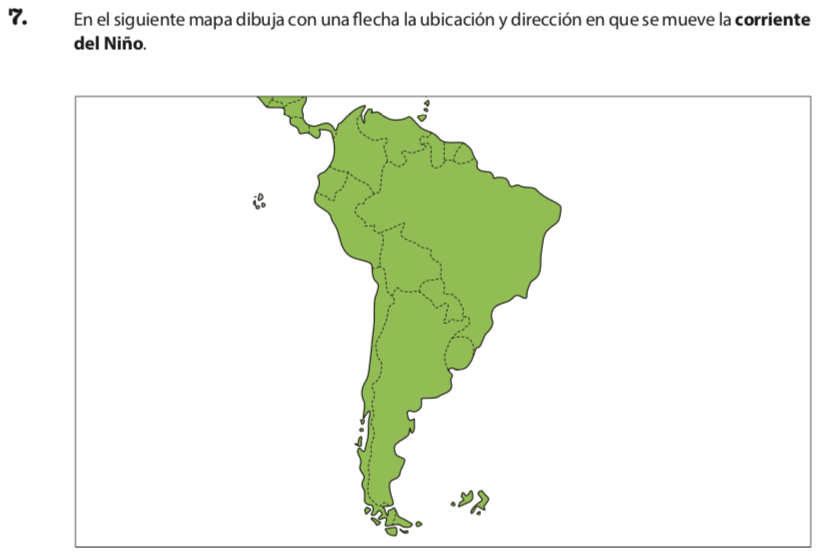 7. En el siguiente mapa dibuja con una flecha la ubicación y dirección en que se mueve la corriente
del Niño.